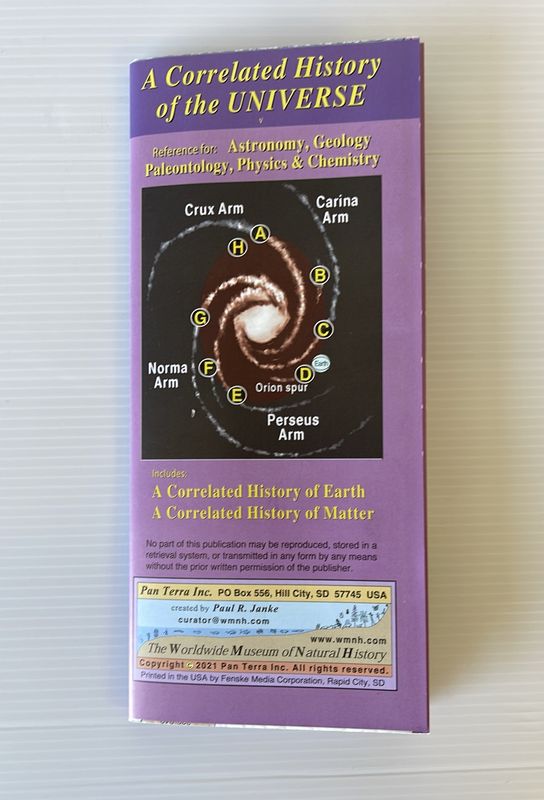 A Correlated History
of the UNIVERSE
v
Reference for: Astronomy, Geology
Paleontology, Physics & Chemistry
Crux Arm
Carina
Arm
A
H
B
G
C
Earth
Norma
Arm
F
D
E
Orion spur
Perseus
Arm
Includes:
A Correlated History of Earth
A Correlated History of Matter
No part of this publication may be reproduced, stored in a
retrieval system, or transmitted in any form by any means
without the prior written permission of the publisher.
Pan Terra Inc. PO Box 556, Hill City, SD 57745 USA
created by Paul R. Janke
curator@wmnh.com
www.wmnh.com
The Worldwide Museum of Natural History
Copyright © 2021 Pan Terra Inc. All rights reserved.
Printed in the USA by Fenske Media Corporation, Rapid City, SD